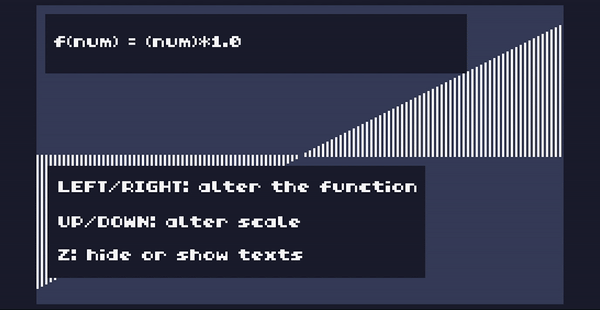 f(num) = (num)*1.0
LEFT/RIGHT: alter the function
UP/DOWN: alter scale
Z: hide or show texts